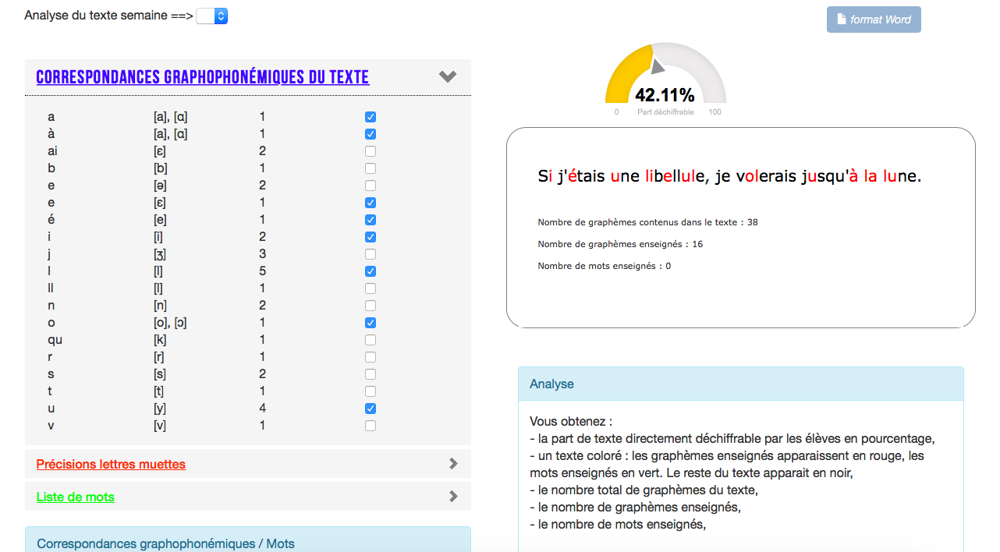 Analyse du texte semaine ==>
format Word
CORRESPONDANCES GRAPHOPHONÉMIQUES DU TEXTE
a [a], [ɑ] 1
à [a], [ɑ] 1
ai [ɛ] 2
b [b] 1
e [ə] 2
e [ɛ] 1
é [e] 1
i [i] 2
j [ʒ] 3
l [l] 5
ll [l] 1
n [n] 2
o [o], [ɔ] 1
qu [k] 1
r [r] 1
s [s] 2
t [t] 1
u [y] 4
v [v] 1
Précisions lettres muettes
Liste de mots
Correspondances graphophonémiques / Mots
42.11%
0 Part déchiffrable 100
Si j'étais une libellule, je volerais jusqu'à la lune.
Nombre de graphèmes contenus dans le texte : 38
Nombre de graphèmes enseignés : 16
Nombre de mots enseignés : 0
Analyse
Vous obtenez :
- la part de texte directement déchiffrable par les élèves en pourcentage,
- un texte coloré : les graphèmes enseignés apparaissent en rouge, les
mots enseignés en vert. Le reste du texte apparait en noir,
- le nombre total de graphèmes du texte,
- le nombre de graphèmes enseignés,
- le nombre de mots enseignés,